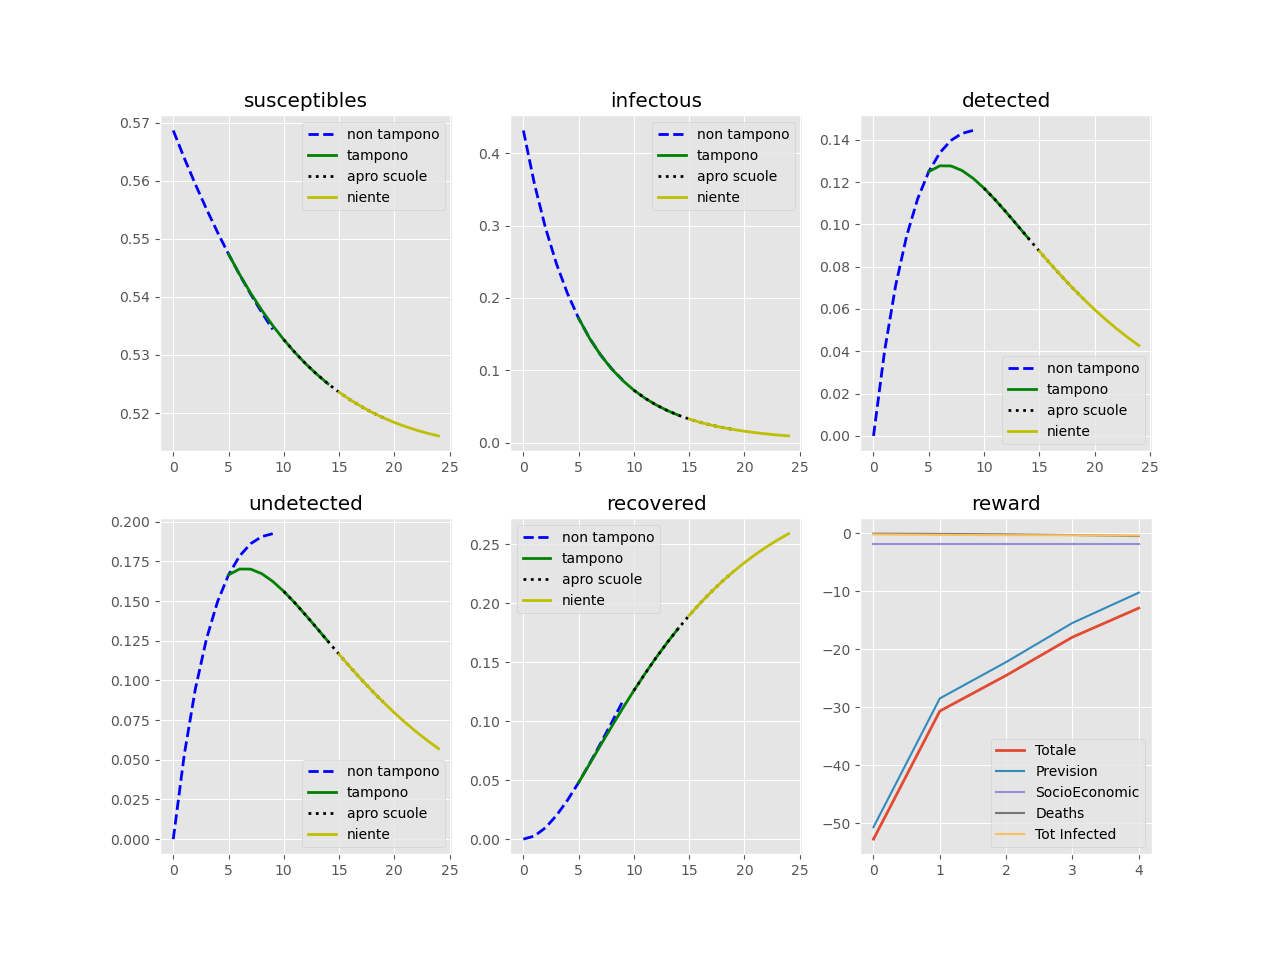 susceptibles
0.57
0.56
0.55
0.54
0.53
0.52
0
5
10
15
20
25
non tampono
tampono
apro scuole
niente
infectous
0.4
0.3
0.2
0.1
0.0
0
5
10
15
20
25
non tampono
tampono
apro scuole
niente
detected
0.14
0.12
0.10
0.08
0.06
0.04
0.02
0.00
0
5
10
15
20
25
non tampono
tampono
apro scuole
niente
undetected
0.200
0.175
0.150
0.125
0.100
0.075
0.050
0.025
0.000
0
5
10
15
20
25
non tampono
tampono
apro scuole
niente
recovered
0.25
0.20
0.15
0.10
0.05
0.00
0
5
10
15
20
25
non tampono
tampono
apro scuole
niente
reward
0
−10
−20
−30
−40
−50
0
1
2
3
4
Totale
Prevision
SocioEconomic
Deaths
Tot Infected